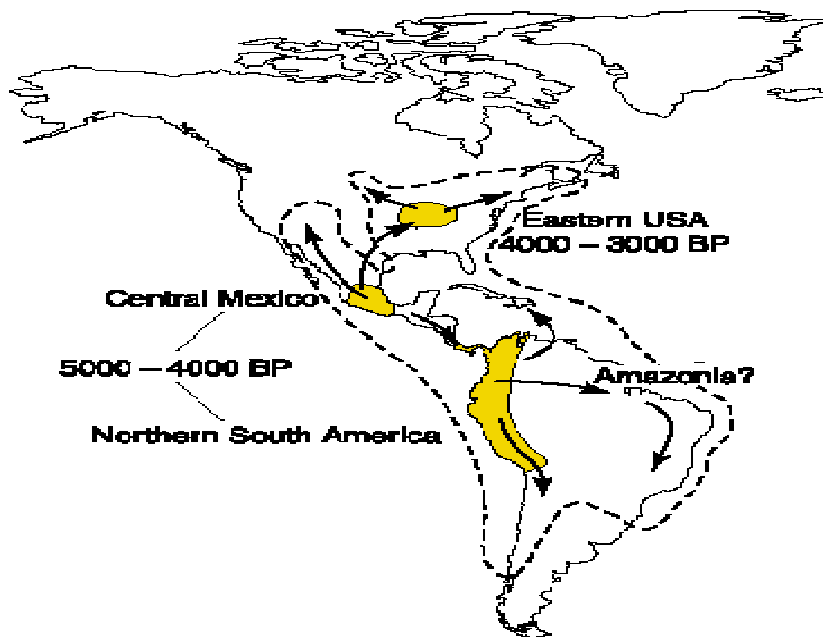 Eastern USA
4000 – 3000 BP
Central Mexico
5000 – 4000 BP
Amazonia?
Northern South America